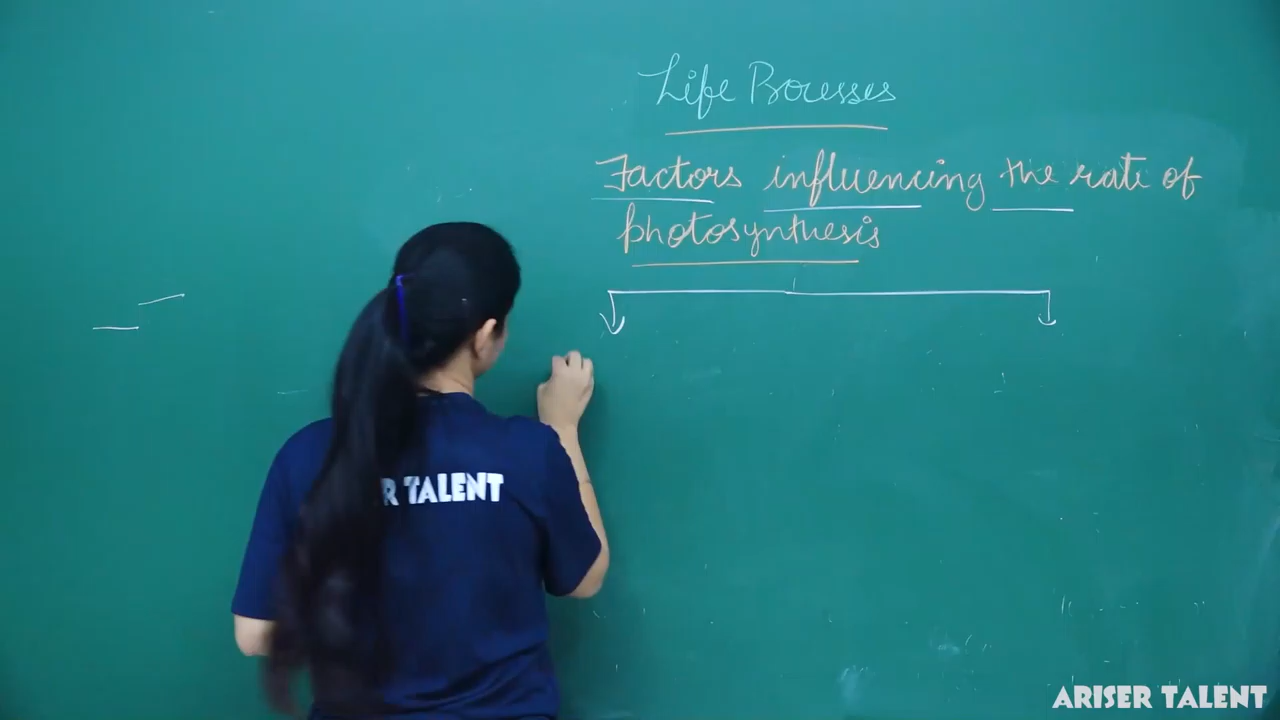 Life Processes
Factors influencing the rate of
photosynthesis
R TALENT
ARISER TALENT